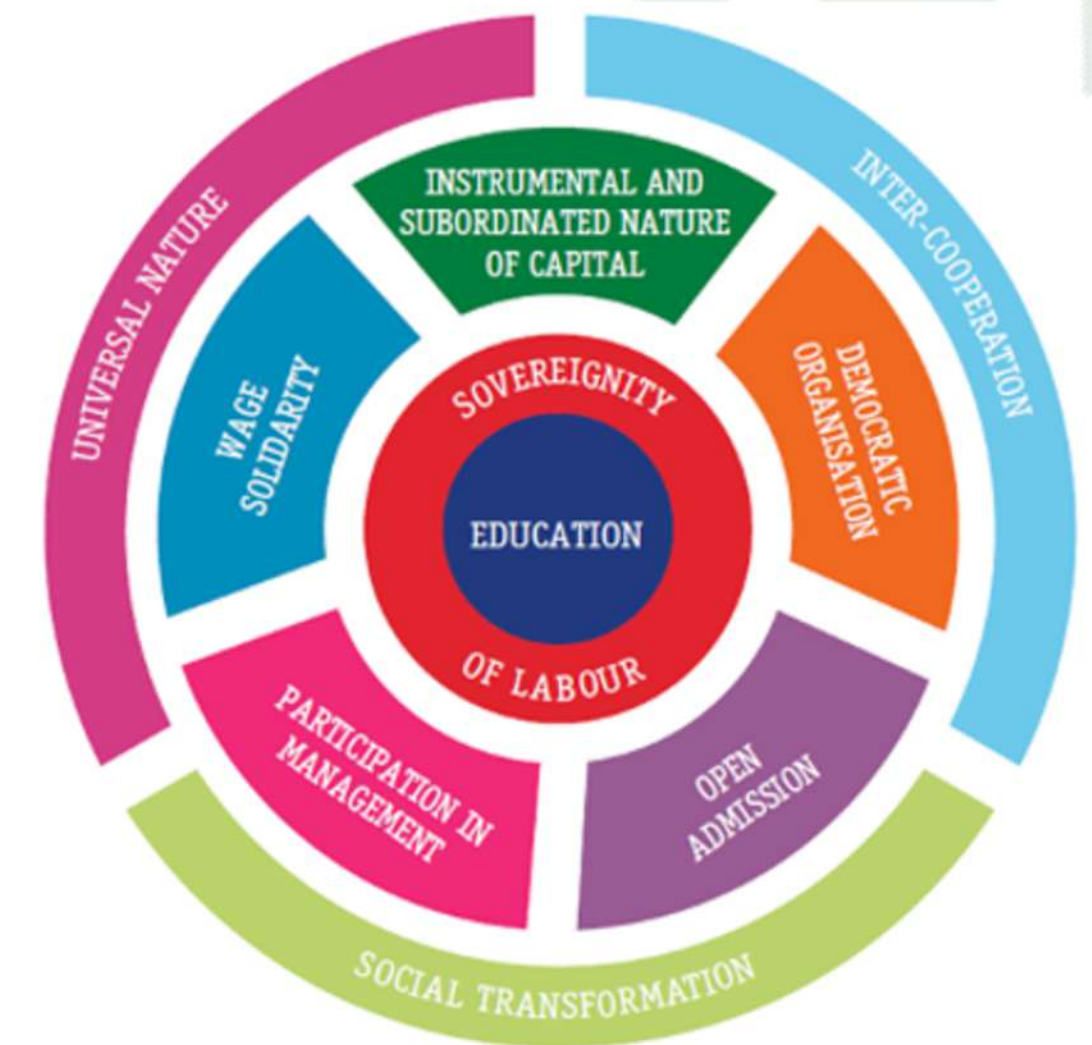 UNIVERSAL NATURE
INTER-COOPERATION
INSTRUMENTAL AND
SUBORDINATED NATURE
OF CAPITAL
WAGE
SOLIDARITY
DEMOCRATIC
ORGANISATION
SOVEREIGNITY
EDUCATION
OF LABOUR
PARTICIPATION IN
MANAGEMENT
OPEN
ADMISSION
SOCIAL TRANSFORMATION